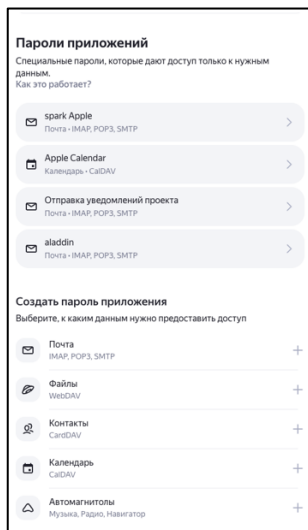 Пароли приложений
Специальные пароли, которые дают доступ только к нужным
данным.
Как это работает?
spark Apple
Почта • IMAP, POP3, SMTP
Apple Calendar
Календарь • CalDAV
Отправка уведомлений проекта
Почта • IMAP, POP3, SMTP
aladdin
Почта • IMAP, POP3, SMTP
Создать пароль приложения
Выберите, к каким данным нужно предоставить доступ
Почта
IMAP, POP3, SMTP
Файлы
WebDAV
Контакты
CardDAV
Календарь
CalDAV
Автомагнитолы
Музыка, Радио, Навигатор